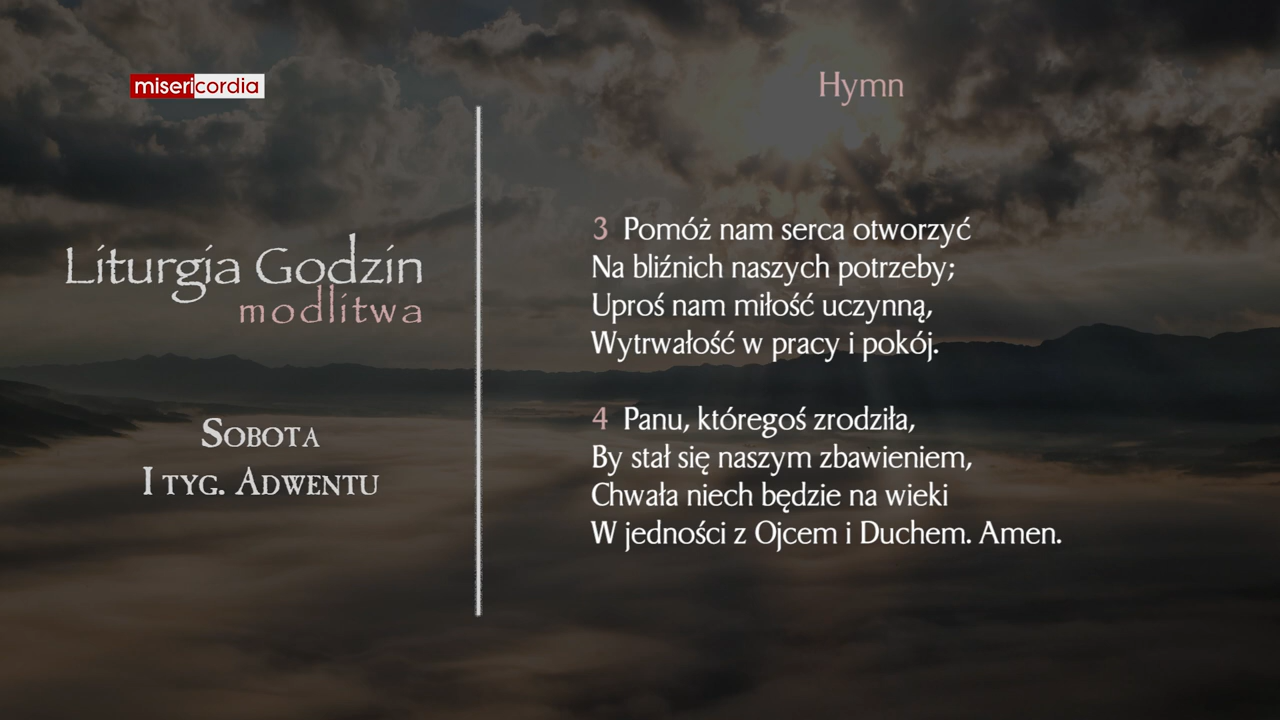 misericordia
Liturgia Godzin
modlitwa
Sobota
I tyg. Adwentu
Hymn
3 Pomóż nam serca otworzyć
Na bliźnich naszych potrzeby;
Uproś nam miłość uczynną,
Wytrwałość w pracy i pokój.
4 Panu, któregoś zrodziła,
By stał się naszym zbawieniem,
Chwała niech będzie na wieki
W jedności z Ojcem i Duchem. Amen.